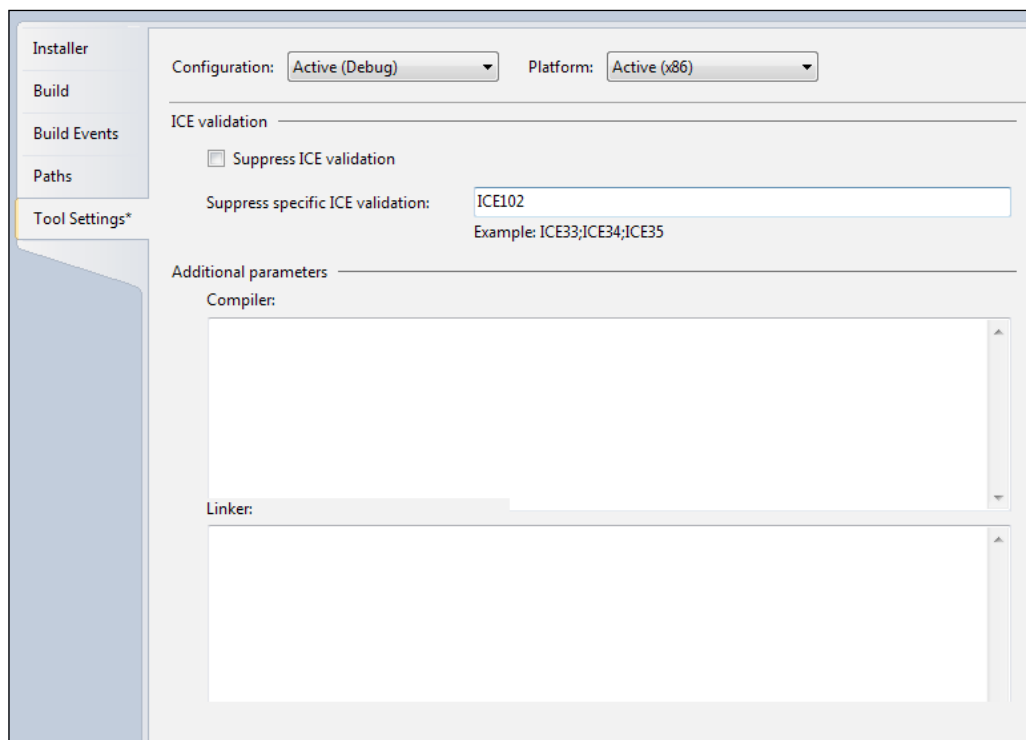 Installer
Build
Build Events
Paths
Tool Settings*
Configuration: Active (Debug) Platform: Active (x86)
ICE validation
Suppress ICE validation
Suppress specific ICE validation: ICE102
Example: ICE33;ICE34;ICE35
Additional parameters
Compiler:
Linker: